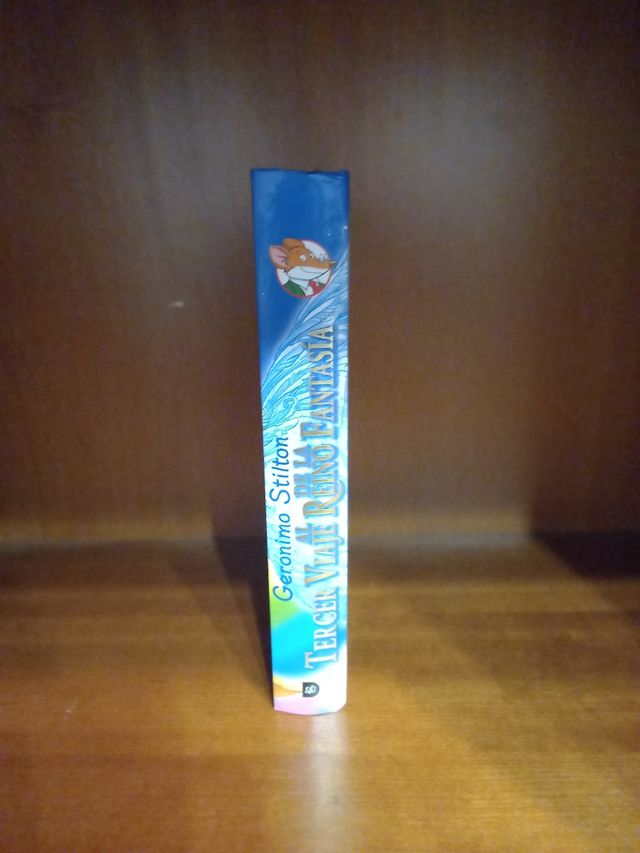 Geronimo Stilton
TERCER VIAJE AL REINO DE LA FANTASÍA